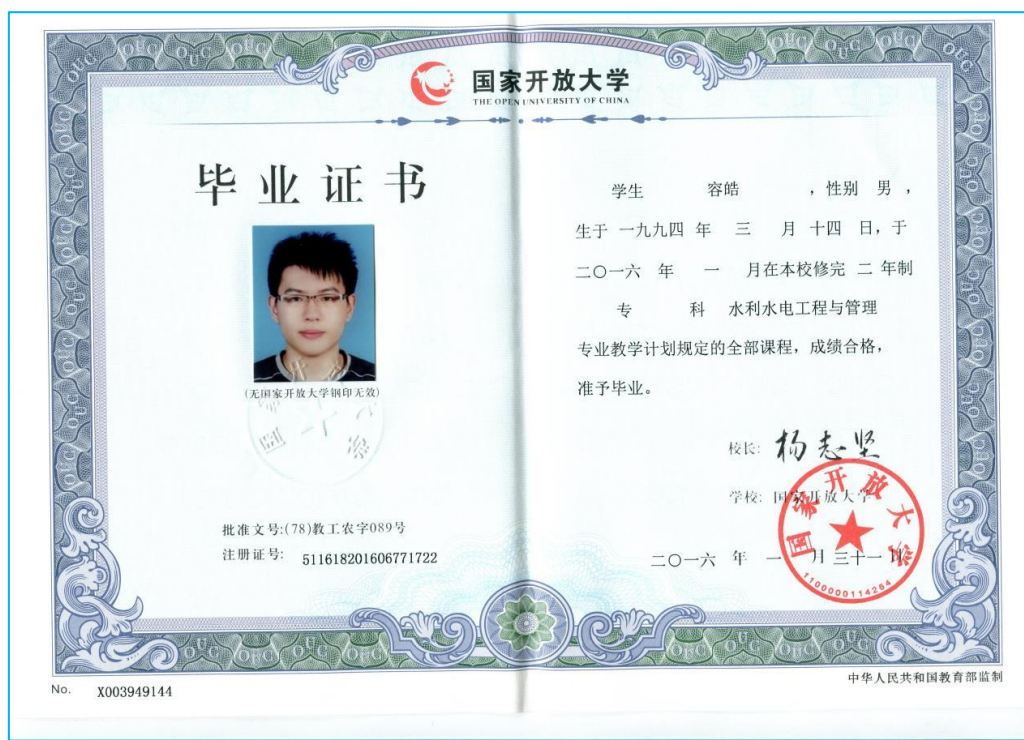 国家开放大学
THE OPEN UNIVERSITY OF CHINA
毕业证书
(无国家开放大学钢印无效)
批准文号:(78)教工农字089号
注册证号: 511618201606771722
学生 容皓 ,性别 男 ,
生于 一九九四 年 三 月 十四 日,于
二〇一六 年 一 月在本校修完 二 年制
专 科 水利水电工程与管理
专业教学计划规定的全部课程,成绩合格,
准予毕业。
校长: 杨志坚
学校: 国家开放大学
二〇一六 年 一 月 三十一 日
国家开放大学
1100000114264
No. X003949144
中华人民共和国教育部监制